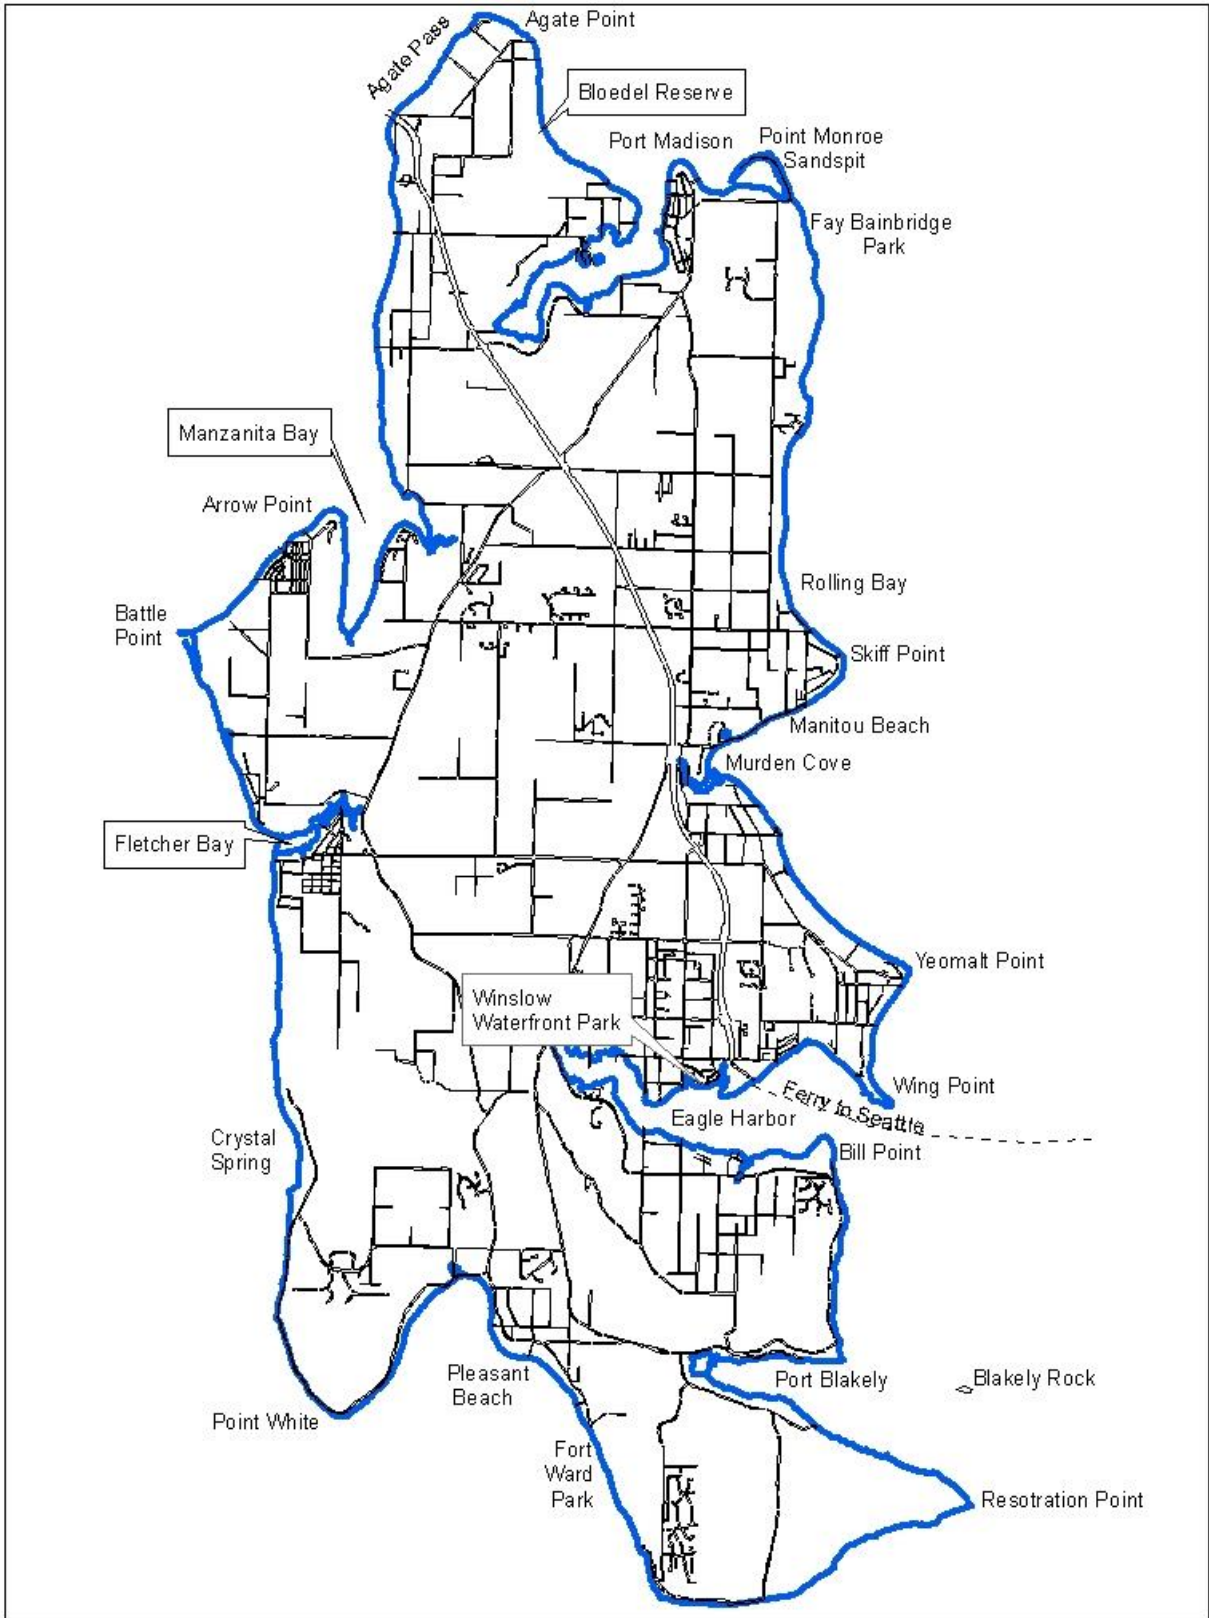 Agate Point
Agate Pass
Bloedel Reserve
Port Madison
Point Monroe
Sandspit
Fay Bainbridge
Park
Manzanita Bay
Arrow Point
Battle
Point
Rolling Bay
Skiff Point
Manitou Beach
Murden Cove
Fletcher Bay
Yeomalt Point
Winslow
Waterfront Park
Wing Point
Ferry to Seattle
Eagle Harbor
Bill Point
Crystal
Spring
Pleasant
Beach
Port Blakely
Blakely Rock
Point White
Fort
Ward
Park
Resotration Point